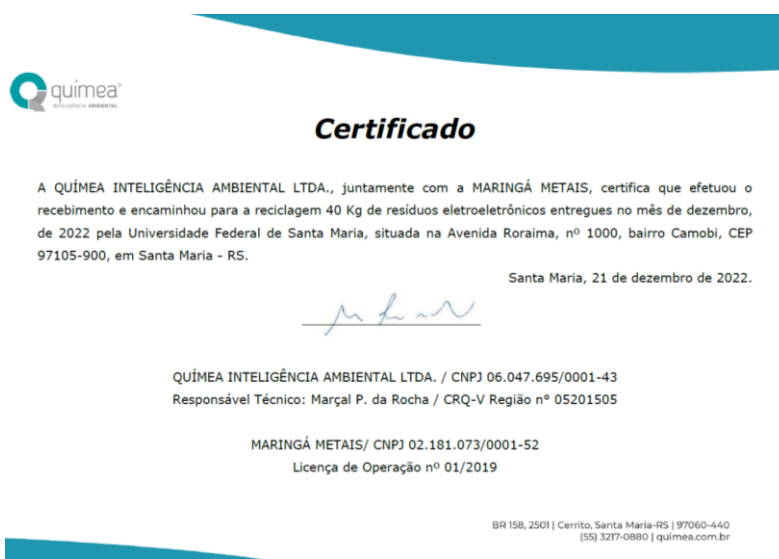 químea®
INTELIGÊNCIA AMBIENTAL
Certificado
A QUÍMEA INTELIGÊNCIA AMBIENTAL LTDA., juntamente com a MARINGÁ METAIS, certifica que efetuou o
recebimento e encaminhou para a reciclagem 40 Kg de resíduos eletroeletrônicos entregues no mês de dezembro,
de 2022 pela Universidade Federal de Santa Maria, situada na Avenida Roraima, nº 1000, bairro Camobi, CEP
97105-900, em Santa Maria - RS.
Santa Maria, 21 de dezembro de 2022.
QUÍMEA INTELIGÊNCIA AMBIENTAL LTDA. / CNPJ 06.047.695/0001-43
Responsável Técnico: Marçal P. da Rocha / CRQ-V Região n° 05201505
MARINGÁ METAIS/ CNPJ 02.181.073/0001-52
Licença de Operação nº 01/2019
BR 158, 2501 | Cerrito, Santa Maria-RS | 97060-440
(55) 3217-0880 | quimea.com.br